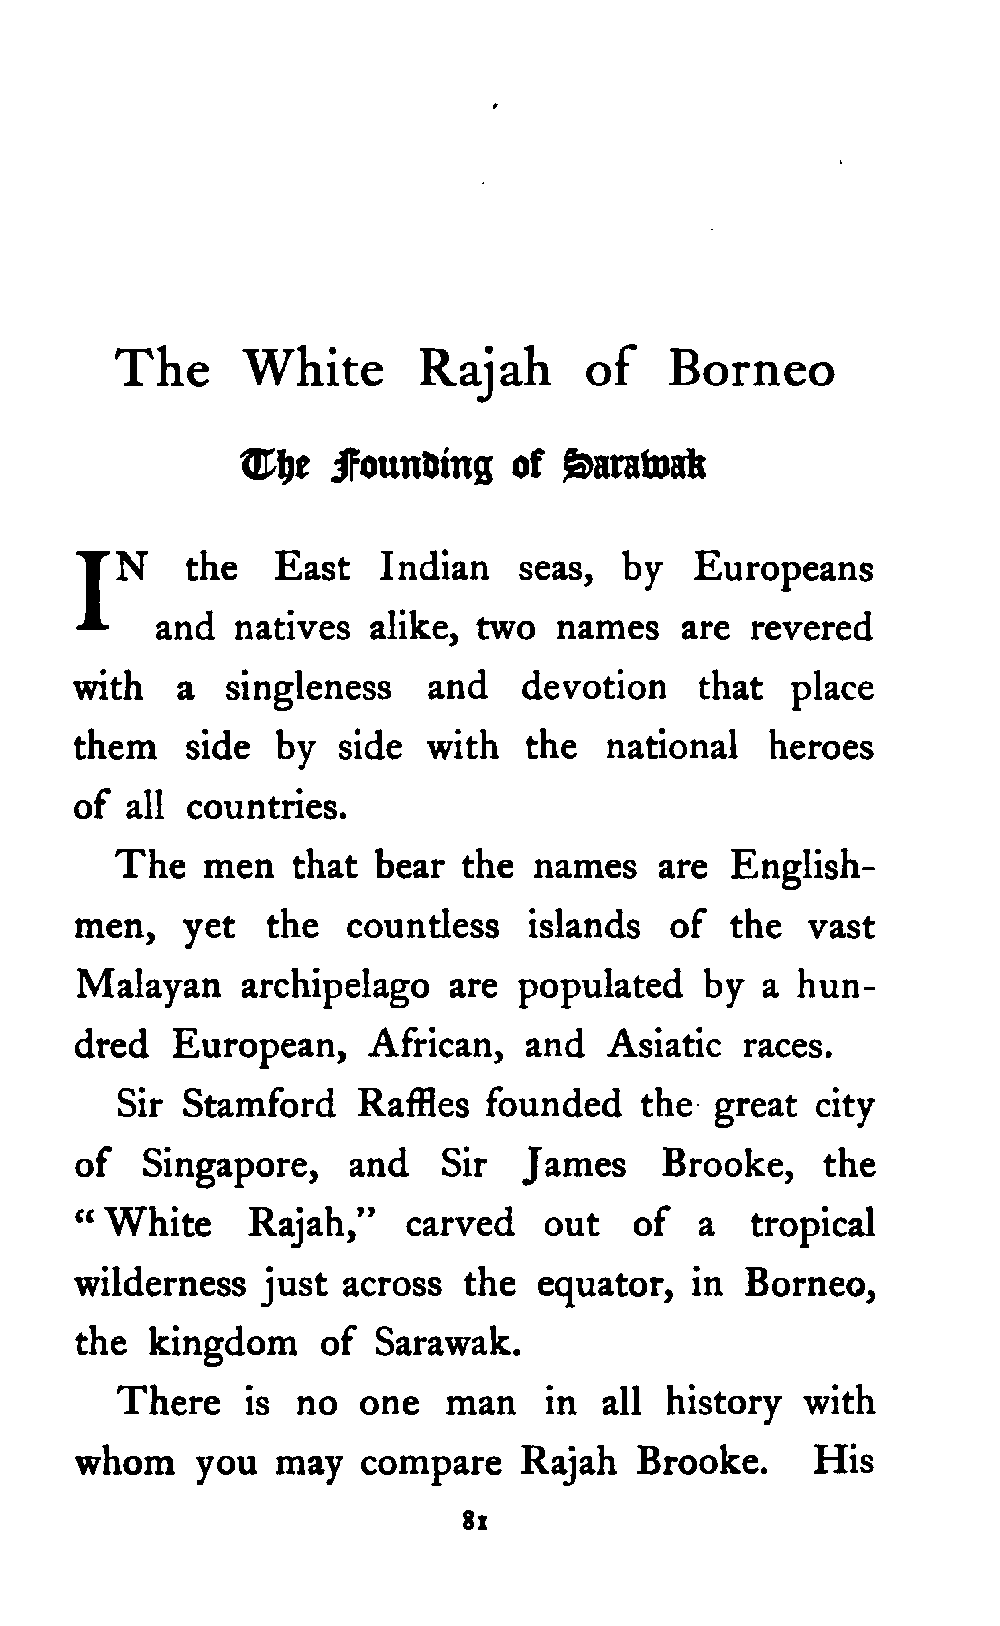 The White Rajah of Borneo
The Founding of Sarawak
IN the East Indian seas, by Europeans
and natives alike, two names are revered
with a singleness and devotion that place
them side by side with the national heroes
of all countries.
The men that bear the names are English-
men, yet the countless islands of the vast
Malayan archipelago are populated by a hun-
dred European, African, and Asiatic races.
Sir Stamford Raffles founded the great city
of Singapore, and Sir James Brooke, the
“White Rajah,” carved out of a tropical
wilderness just across the equator, in Borneo,
the kingdom of Sarawak.
There is no one man in all history with
whom you may compare Rajah Brooke. His
81